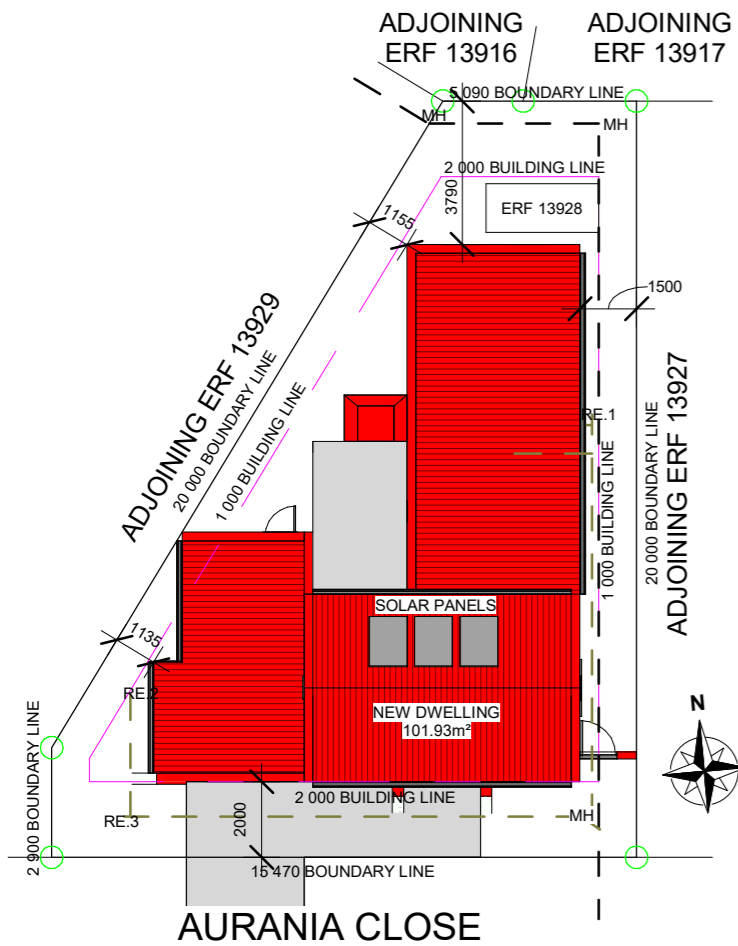 ADJOINING
ERF 13916
ADJOINING
ERF 13917
5 090 BOUNDARY LINE
MH
MH
2 000 BUILDING LINE
3790
ERF 13928
1155
1500
ADJOINING ERF 13929
20 000 BOUNDARY LINE
1 000 BUILDING LINE
RE.1
1 000 BUILDING LINE
20 000 BOUNDARY LINE
ADJOINING ERF 13927
SOLAR PANELS
1135
RE.2
NEW DWELLING
101.93m²
N
2 000 BUILDING LINE
2000
RE.3
MH
2 900 BOUNDARY LINE
15 470 BOUNDARY LINE
AURANIA CLOSE